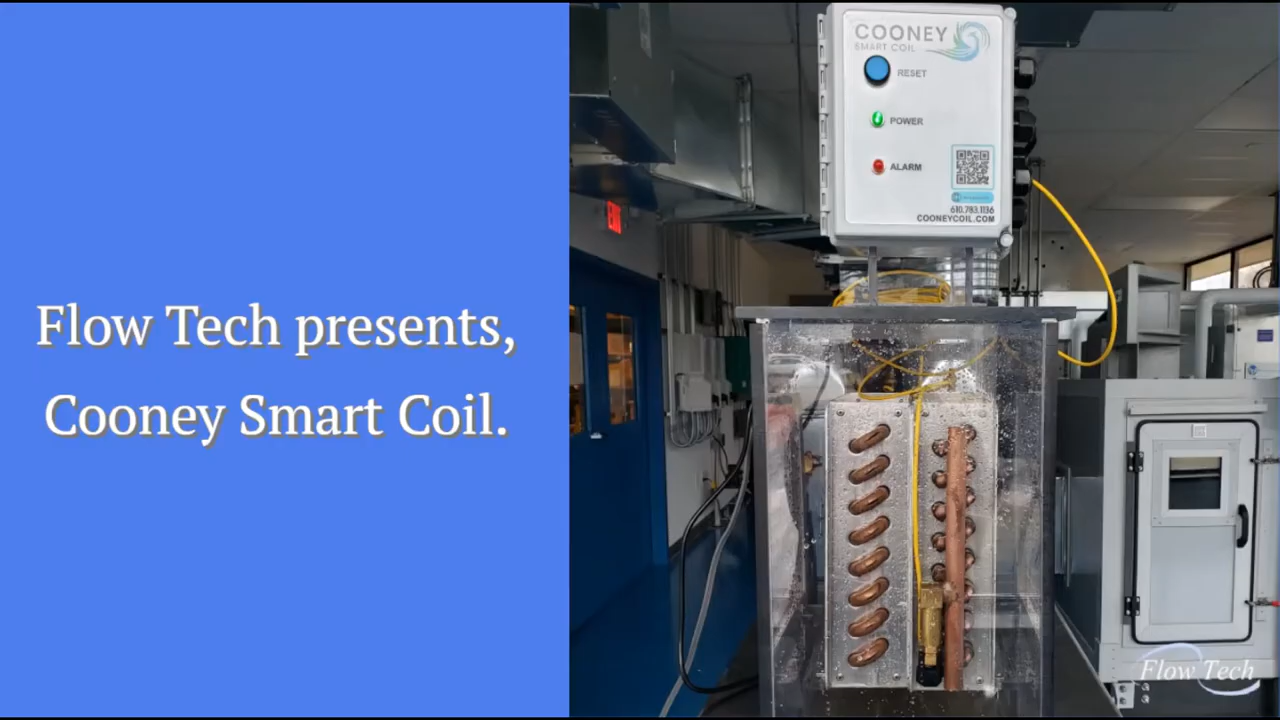 Flow Tech presents,
Cooney Smart Coil.
COONEY
SMART COIL
RESET
POWER
ALARM
610.783.1136
COONEYCOIL.COM
Flow Tech